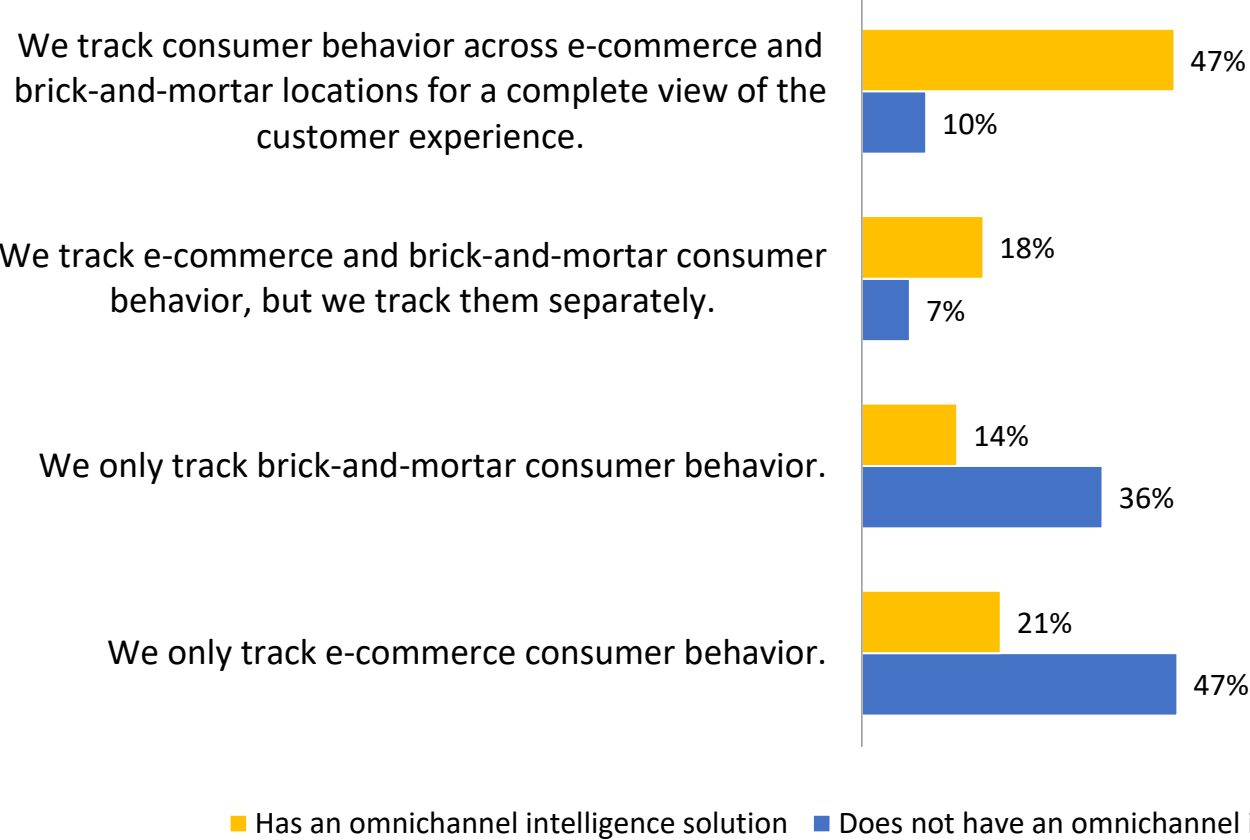 We track consumer behavior across e-commerce and
brick-and-mortar locations for a complete view of the
customer experience.
47%
10%
We track e-commerce and brick-and-mortar consumer
behavior, but we track them separately.
18%
7%
We only track brick-and-mortar consumer behavior.
14%
36%
We only track e-commerce consumer behavior.
21%
47%
Has an omnichannel intelligence solution
Does not have an omnichannel